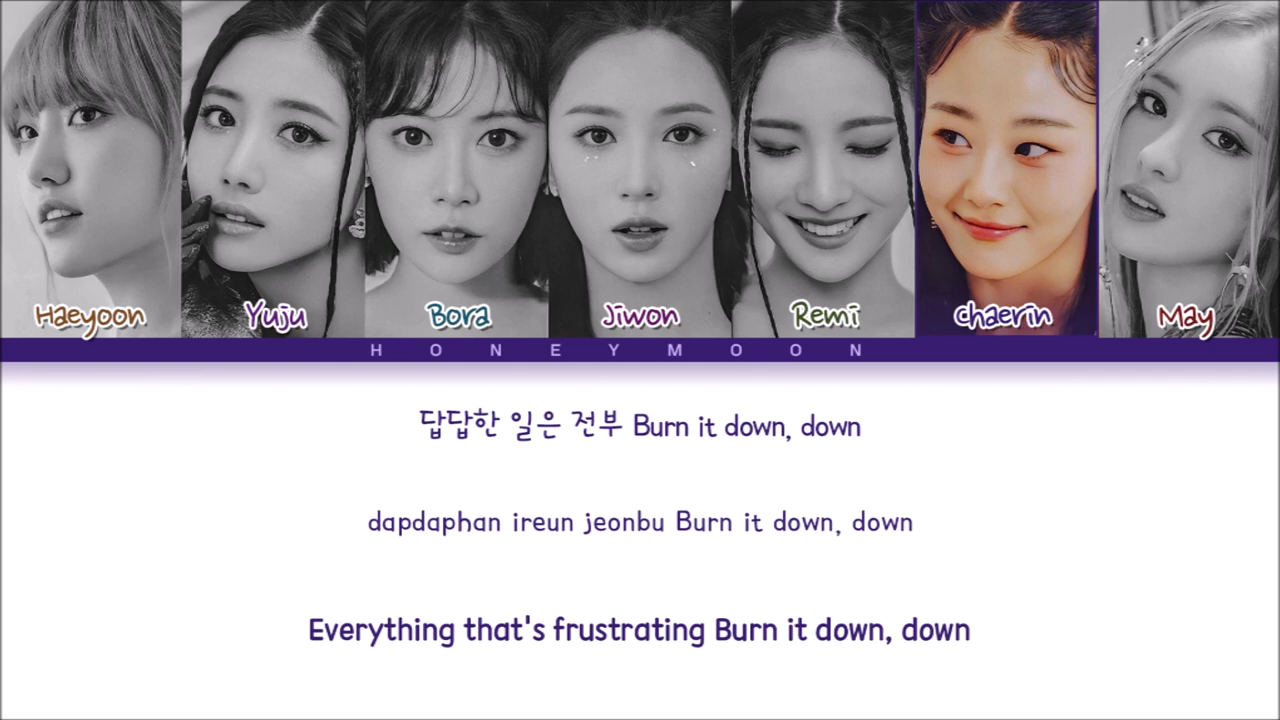 Haeyoon Yuju Bora Jiwon Remi chaerin May
HONEYMOON
답답한 일은 전부 Burn it down, down
dapdaphan ireun jeonbu Burn it down, down
Everything that's frustrating Burn it down, down